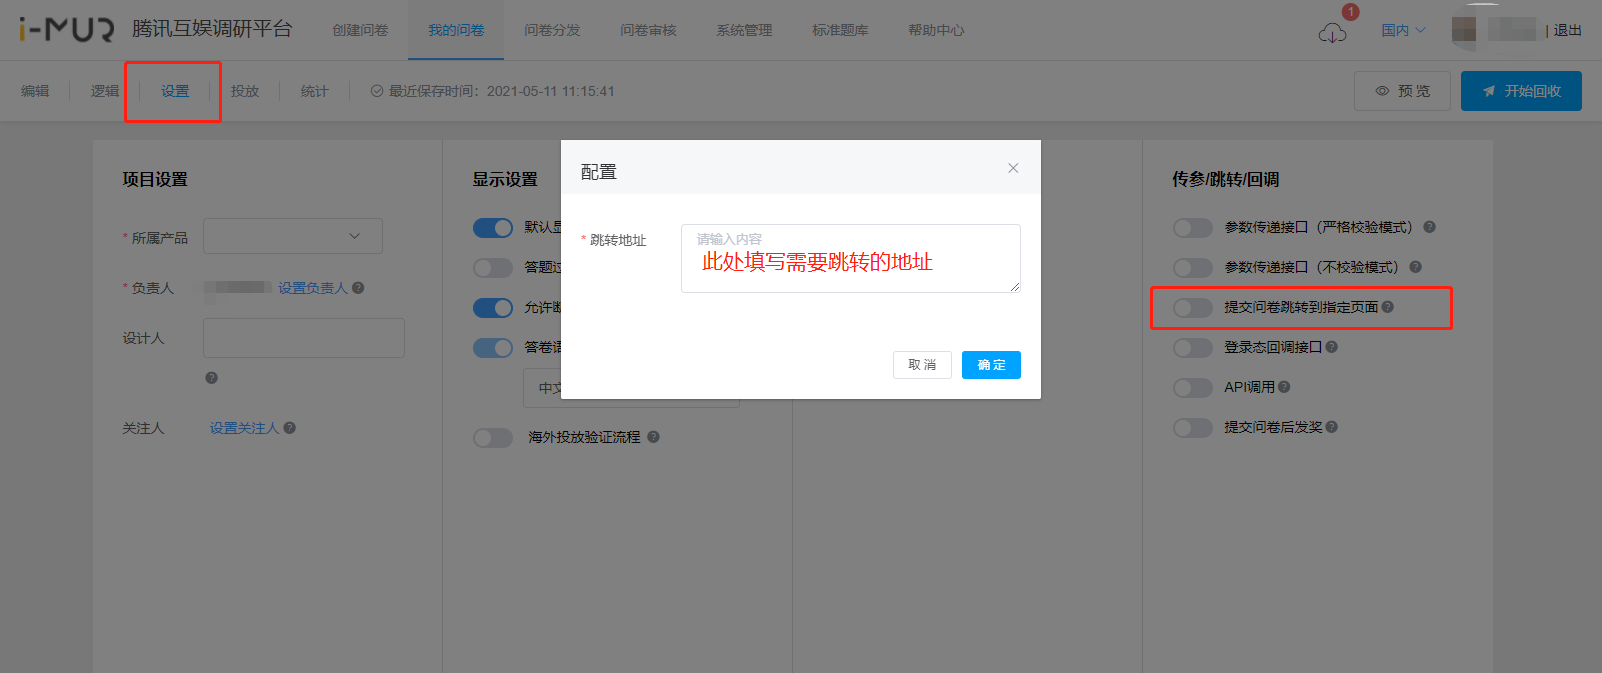 i-MUR 腾讯互娱调研平台 创建问卷 我的问卷 问卷分发 问卷审核 系统管理 标准题库 帮助中心 1 国内 | 退出
编辑 逻辑 设置 投放 统计 最近保存时间：2021-05-11 11:15:41 预 览 开始回收
项目设置
* 所属产品
* 负责人 设置负责人 ?
设计人
?
关注人 设置关注人 ?
显示设置
默认显
答题过
允许断
答卷语
中文
海外投放验证流程 ?
配置
* 跳转地址 请输入内容
此处填写需要跳转的地址
取 消 确 定
传参/跳转/回调
参数传递接口（严格校验模式） ?
参数传递接口（不校验模式） ?
提交问卷跳转到指定页面 ?
登录态回调接口 ?
API调用 ?
提交问卷后发奖 ?